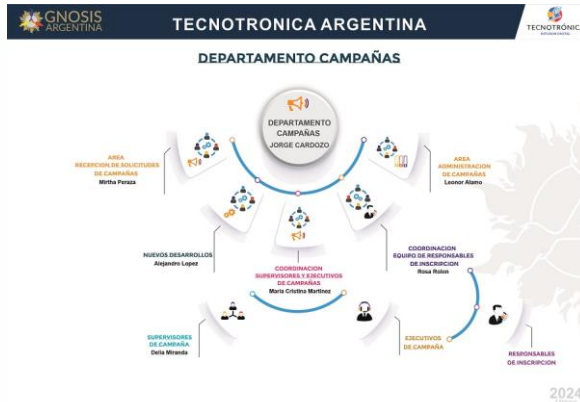 GNOSIS
ARGENTINA
TECNOTRONICA ARGENTINA
TECNOTRÓNIC
DEPARTAMENTO CAMPAÑAS
DEPARTAMENTO
CAMPAÑAS
JORGE CARDOZO
AREA
RECEPCION DE SOLICITUDES
DE CAMPAÑAS
Mirtha Peraza
AREA
ADMINISTRACION
DE CAMPAÑAS
Leonor Alamo
NUEVOS DESARROLLOS
Alejandro Lopez
COORDINACION
SUPERVISORES Y EJECUTIVOS
DE CAMPAÑAS
Maria Cristina Martinez
COORDINACION
EQUIPO DE RESPONSABLES
DE INSCRIPCION
Rosa Rolon
SUPERVISORES
DE CAMPAÑA
Delia Miranda
EJECUTIVOS
DE CAMPAÑA
RESPONSABLES
DE INSCRIPCION
2024